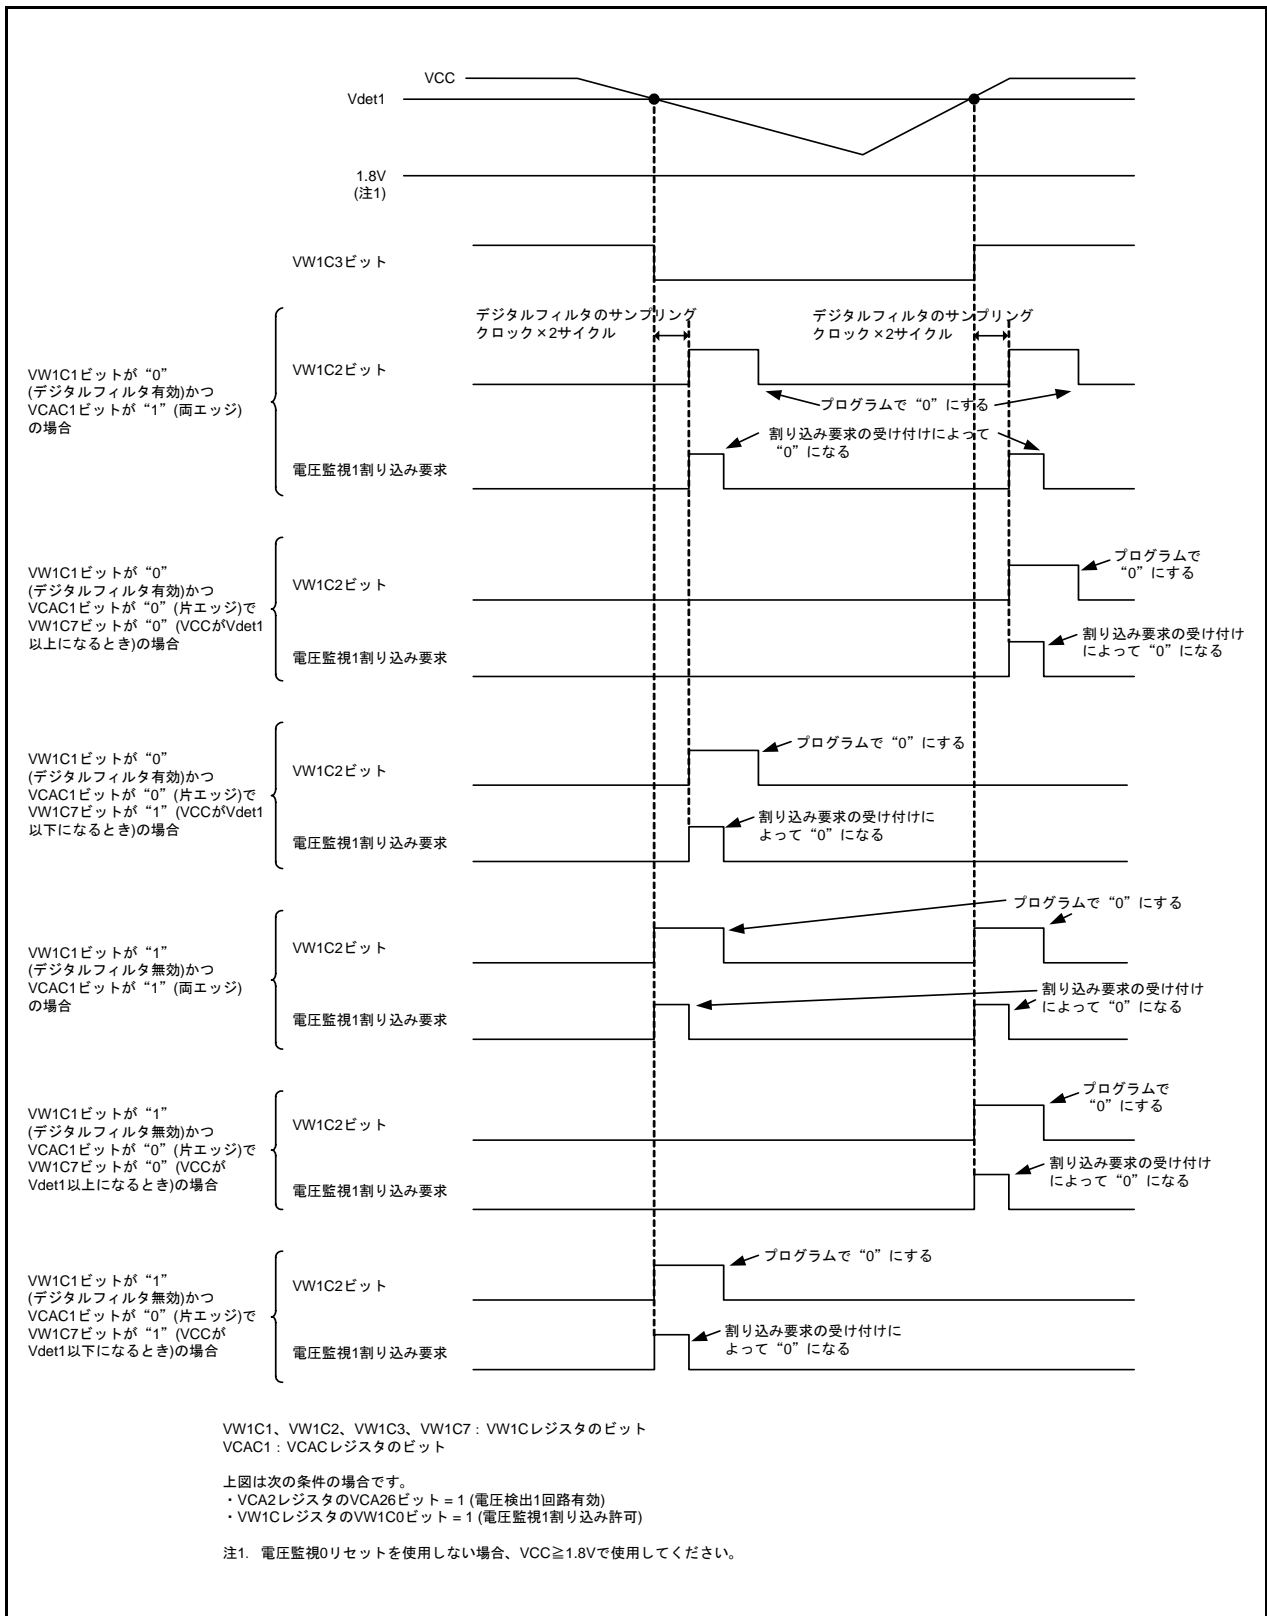 VCC
Vdet1
1.8V
(注1)
VW1C3ビット
デジタルフィルタのサンプリング
クロック×2サイクル
デジタルフィルタのサンプリング
クロック×2サイクル
VW1C1ビットが“0”
(デジタルフィルタ有効)かつ
VCAC1ビットが“1”(両エッジ)
の場合
VW1C2ビット
プログラムで“0”にする
割り込み要求の受け付けによって
“0”になる
電圧監視1割り込み要求
VW1C1ビットが“0”
(デジタルフィルタ有効)かつ
VCAC1ビットが“0”(片エッジ)で
VW1C7ビットが“0”(VCCがVdet1
以上になるとき)の場合
VW1C2ビット
プログラムで
“0”にする
電圧監視1割り込み要求
割り込み要求の受け付け
によって“0”になる
VW1C1ビットが“0”
(デジタルフィルタ有効)かつ
VCAC1ビットが“0”(片エッジ)で
VW1C7ビットが“1”(VCCがVdet1
以下になるとき)の場合
VW1C2ビット
プログラムで“0”にする
電圧監視1割り込み要求
割り込み要求の受け付けに
よって“0”になる
VW1C1ビットが“1”
(デジタルフィルタ無効)かつ
VCAC1ビットが“1”(両エッジ)
の場合
VW1C2ビット
プログラムで“0”にする
電圧監視1割り込み要求
割り込み要求の受け付け
によって“0”になる
VW1C1ビットが“1”
(デジタルフィルタ無効)かつ
VCAC1ビットが“0”(片エッジ)で
VW1C7ビットが“0”(VCCが
Vdet1以上になるとき)の場合
VW1C2ビット
プログラムで
“0”にする
電圧監視1割り込み要求
割り込み要求の受け付け
によって“0”になる
VW1C1ビットが“1”
(デジタルフィルタ無効)かつ
VCAC1ビットが“0”(片エッジ)で
VW1C7ビットが“1”(VCCが
Vdet1以下になるとき)の場合
VW1C2ビット
プログラムで“0”にする
電圧監視1割り込み要求
割り込み要求の受け付けに
よって“0”になる
VW1C1、VW1C2、VW1C3、VW1C7：VW1Cレジスタのビット
VCAC1：VCACレジスタのビット
上図は次の条件の場合です。
・VCA2レジスタのVCA26ビット = 1 (電圧検出1回路有効)
・VW1CレジスタのVW1C0ビット = 1 (電圧監視1割り込み許可)
注1. 電圧監視0リセットを使用しない場合、VCC≧1.8Vで使用してください。